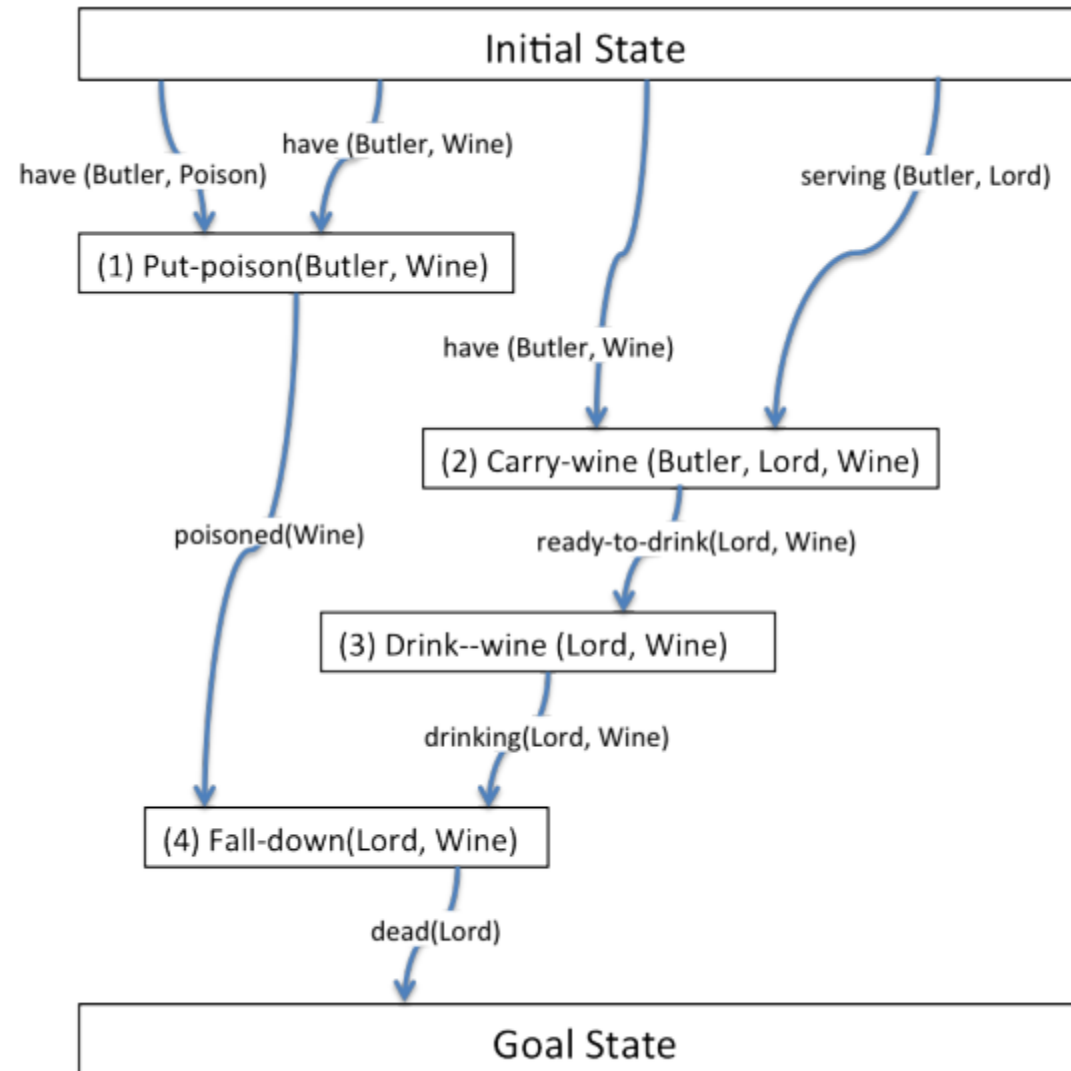 Initial State
have (Butler, Wine)
have (Butler, Poison)
serving (Butler, Lord)
(1) Put-poison(Butler, Wine)
have (Butler, Wine)
(2) Carry-wine (Butler, Lord, Wine)
poisoned(Wine)
ready-to-drink(Lord, Wine)
(3) Drink--wine (Lord, Wine)
drinking(Lord, Wine)
(4) Fall-down(Lord, Wine)
dead(Lord)
Goal State